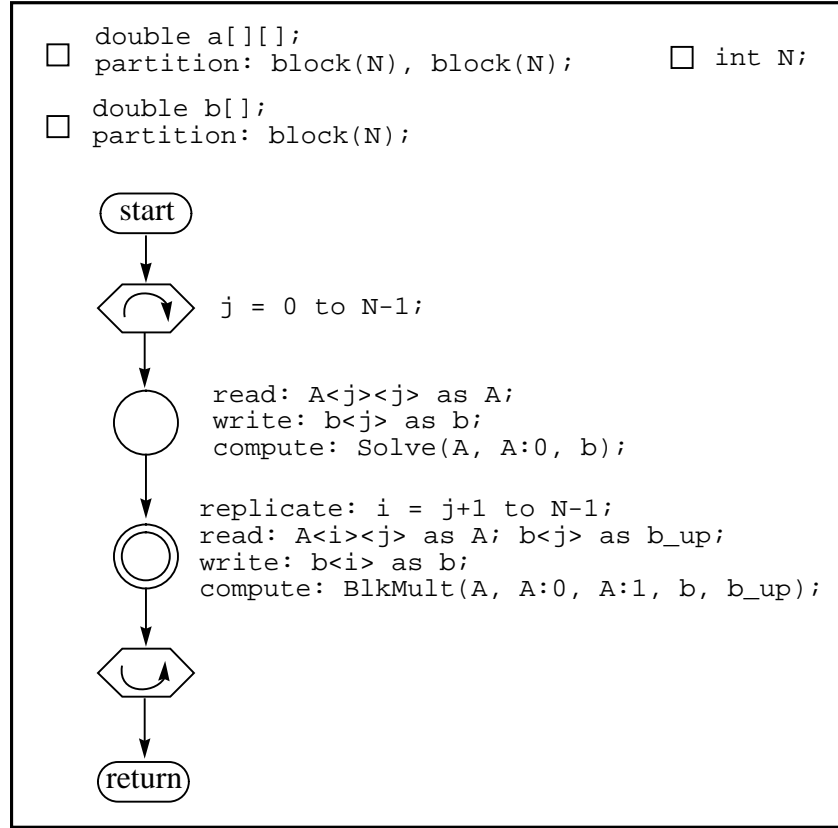 double a[][];
partition: block(N), block(N);
int N;
double b[];
partition: block(N);
start
j = 0 to N-1;
read: A<j><j> as A;
write: b<j> as b;
compute: Solve(A, A:0, b);
replicate: i = j+1 to N-1;
read: A<i><j> as A; b<j> as b_up;
write: b<i> as b;
compute: BlkMult(A, A:0, A:1, b, b_up);
return